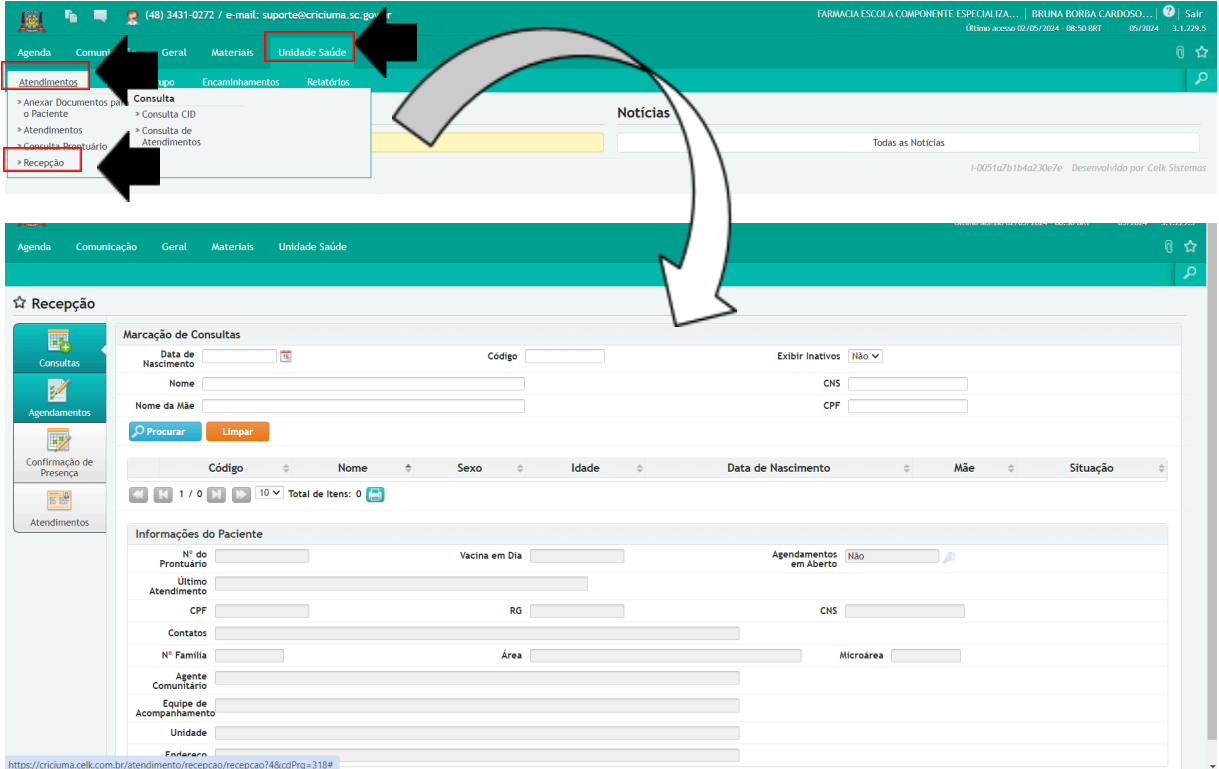 (48) 3431-0272 / e-mail: suporte@criciuma.sc.gov
FARMACIA ESCOLA COMPONENTE ESPECIALIZA... | BRUNA BORBA CARDOSO... | Sair
Último acesso 02/05/2024 - 08:50 BRT 05/2024 3.1.229.5
Agenda Geral Materiais Unidade Saúde
Atendimentos Encaminhamentos Relatórios
» Anexar Documentos para o Paciente
» Atendimentos
» Consulta Prontuário
» Recepção
Consulta
» Consulta CID
» Consulta de
Atendimentos
Notícias
Todas as Notícias
I-0051a7b1b4a230e7e Desenvolvido por Celk Sistemas
Agenda Comunicação Geral Materiais Unidade Saúde
Recepção
Consultas
Agendamentos
Confirmação de
Presença
Atendimentos
Marcação de Consultas
Data de Nascimento Código Exibir Inativos Não
Nome CNS
Nome da Mãe CPF
Procurar Limpar
Código Nome Sexo Idade Data de Nascimento Mãe Situação
1 / 0 10 Total de Itens: 0
Informações do Paciente
Nº do Prontuário Vacina em Dia Agendamentos em Aberto Não
Último Atendimento
CPF RG CNS
Contatos
Nº Família Área Microárea
Agente Comunitário
Equipe de Acompanhamento
Unidade
Endereço
https://criciuma.celk.com.br/atendimento/recepcao/recepcao?4&cdPrg=318#